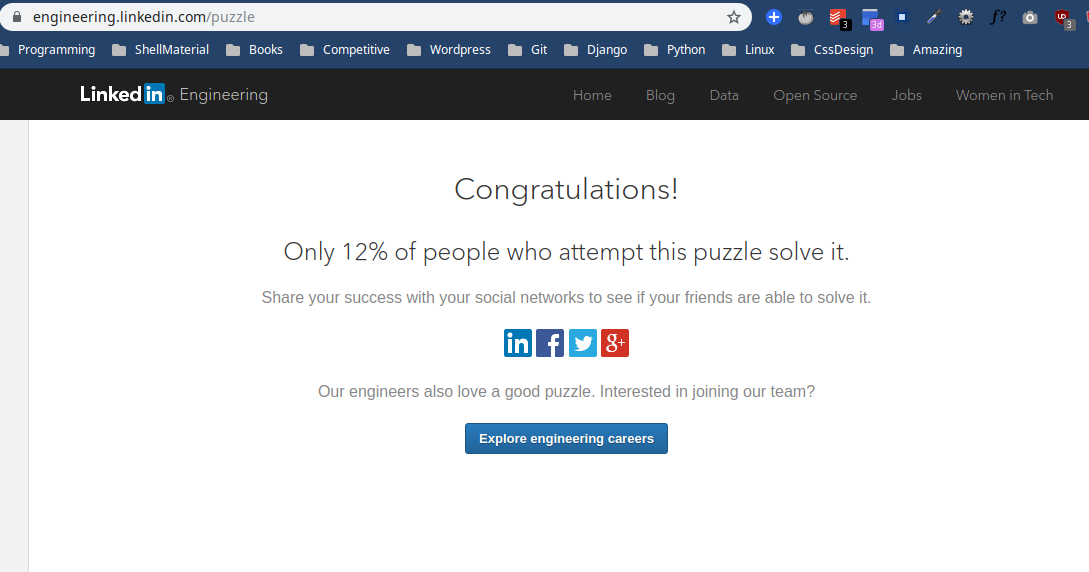 engineering.linkedin.com/puzzle
3
3d
f?
UD
3
Programming ShellMaterial Books Competitive Wordpress Git Django Python Linux CssDesign Amazing
Linked in ® Engineering Home Blog Data Open Source Jobs Women in Tech
Congratulations!
Only 12% of people who attempt this puzzle solve it.
Share your success with your social networks to see if your friends are able to solve it.
in f g+
Our engineers also love a good puzzle. Interested in joining our team?
Explore engineering careers